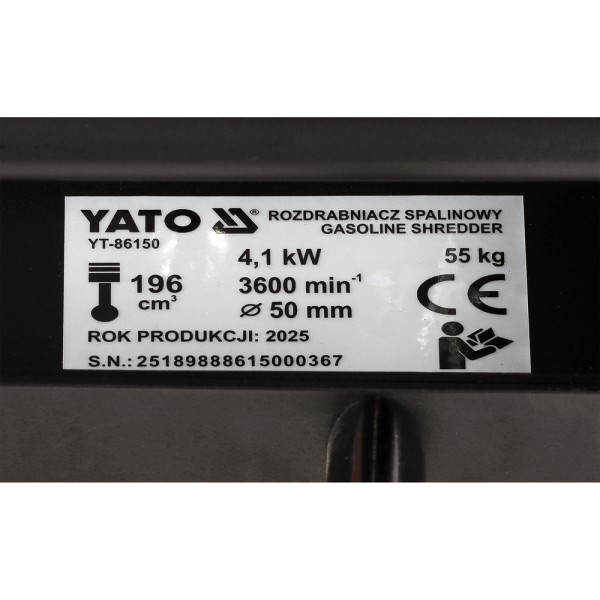 YATO ® ROZDRABNIACZ SPALINOWY
YT-86150 GASOLINE SHREDDER
4,1 kW 55 kg
196 cm³ 3600 min⁻¹ CE
⌀ 50 mm
ROK PRODUKCJI: 2025
S.N.: 25189888615000367